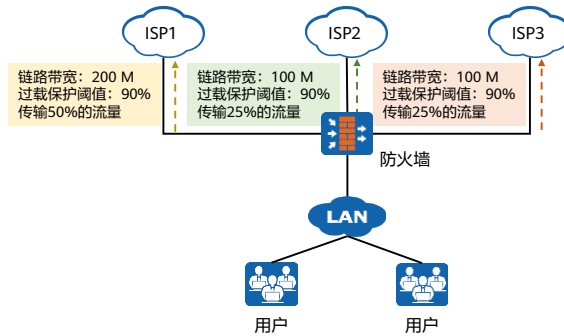 ISP1
ISP2
ISP3
链路带宽：200 M
过载保护阈值：90%
传输50%的流量
链路带宽：100 M
过载保护阈值：90%
传输25%的流量
链路带宽：100 M
过载保护阈值：90%
传输25%的流量
防火墙
LAN
用户
用户